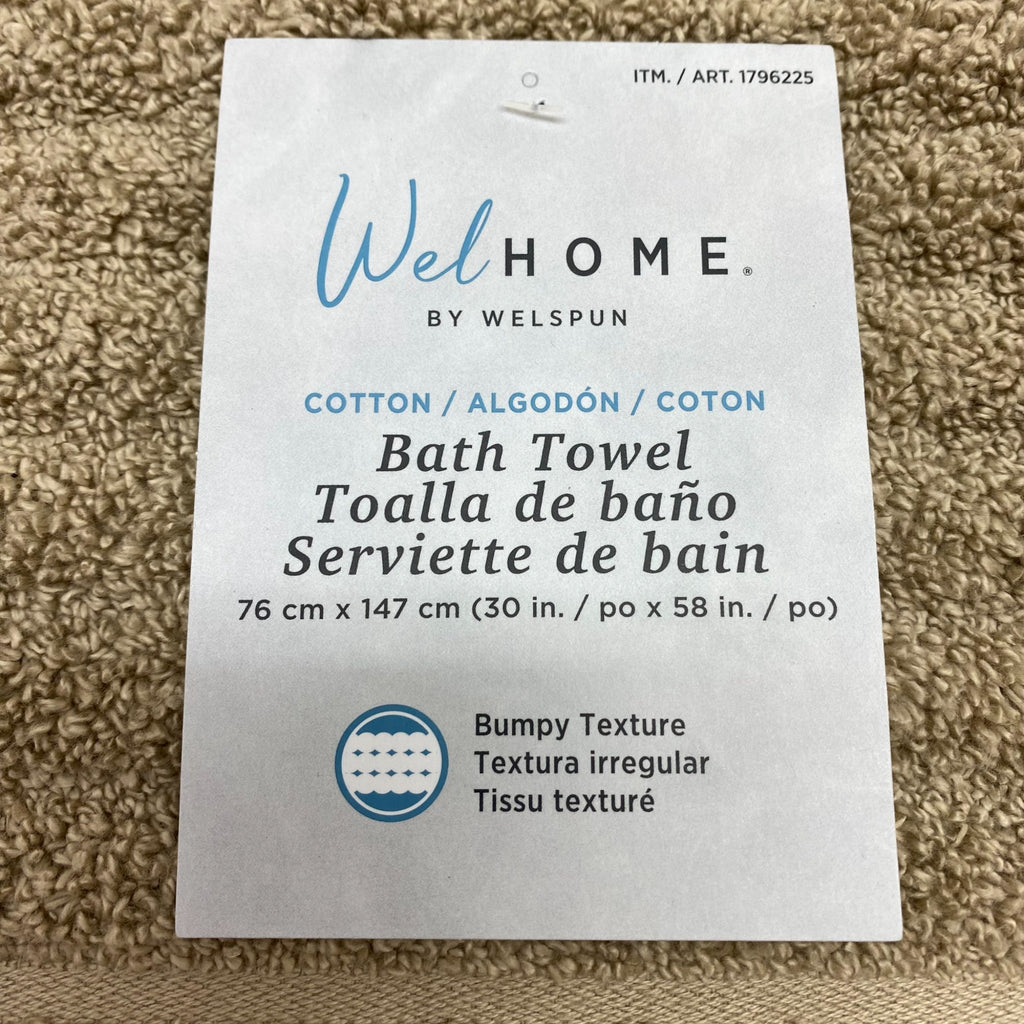 ITM. / ART. 1796225
Wel HOME®
BY WELSPUN
COTTON / ALGODÓN / COTON
Bath Towel
Toalla de baño
Serviette de bain
76 cm x 147 cm (30 in. / po x 58 in. / po)
Bumpy Texture
Textura irregular
Tissu texturé